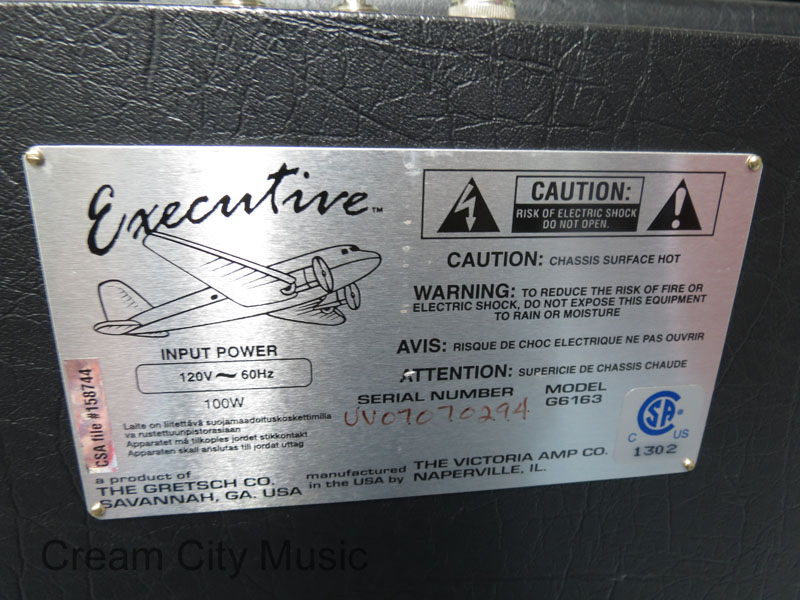 Executive™
INPUT POWER
120V ~ 60Hz
100W
CSA file #158744
Laite on liitettävä suojamaadoituskoskettimilla
va rustettuunpistorasiaan
Apparatet må tilkoples jordet stikkontakt
Apparaten skall anslutas till jordat uttag
a product of
THE GRETSCH CO.
SAVANNAH, GA. USA
manufactured
in the USA by
THE VICTORIA AMP CO.
NAPERVILLE, IL.
CAUTION:
RISK OF ELECTRIC SHOCK
DO NOT OPEN.
CAUTION: CHASSIS SURFACE HOT
WARNING: TO REDUCE THE RISK OF FIRE OR
ELECTRIC SHOCK, DO NOT EXPOSE THIS EQUIPMENT
TO RAIN OR MOISTURE
AVIS: RISQUE DE CHOC ELECTRIQUE NE PAS OUVRIR
ATTENTION: SUPERICIE DE CHASSIS CHAUDE
SERIAL NUMBER
UV07070294
MODEL
G6163
SA
C US
1302
Cream City Music